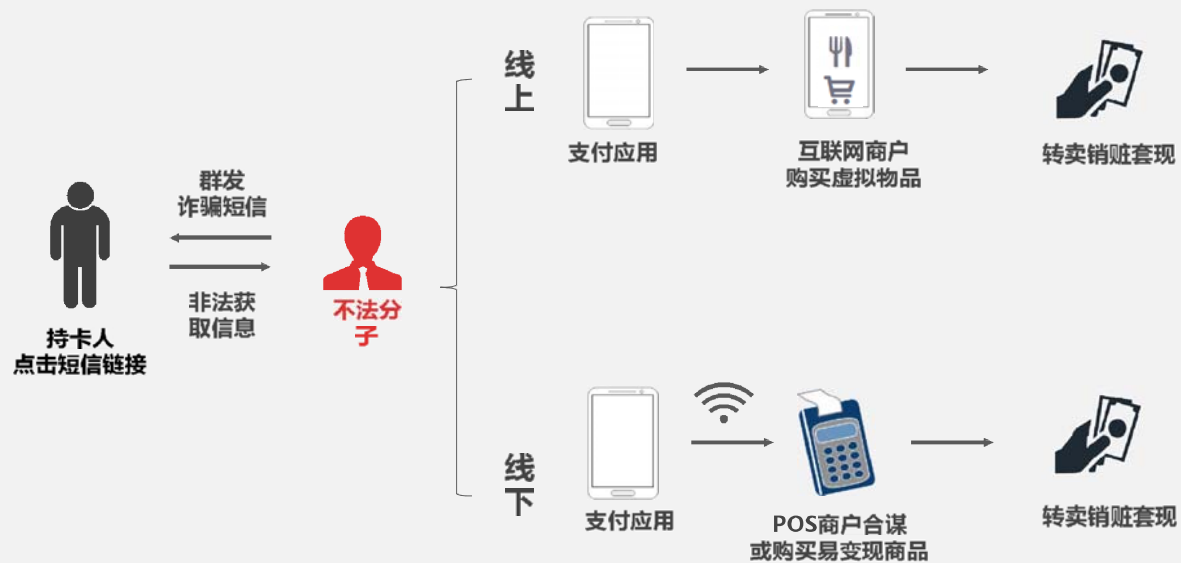 群发
诈骗短信
非法获
取信息
持卡人
点击短信链接
不法分
子
线
上
支付应用
互联网商户
购买虚拟物品
转卖销赃套现
线
下
支付应用
POS商户合谋
或购买易变现商品
转卖销赃套现